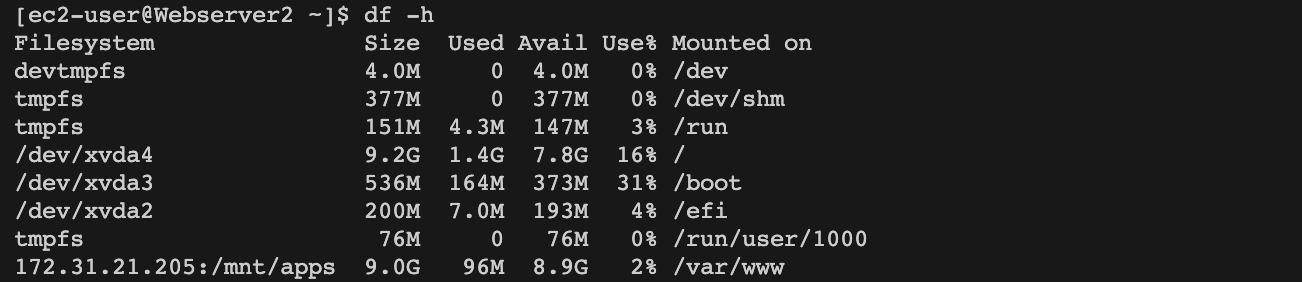 [ec2-user@Webserver2 ~]$ df -h
Filesystem                Size  Used Avail Use% Mounted on
devtmpfs                  4.0M     0  4.0M   0% /dev
tmpfs                     377M     0  377M   0% /dev/shm
tmpfs                     151M  4.3M  147M   3% /run
/dev/xvda4                9.2G  1.4G  7.8G  16% /
/dev/xvda3                536M  164M  373M  31% /boot
/dev/xvda2                200M  7.0M  193M   4% /efi
tmpfs                      76M     0   76M   0% /run/user/1000
172.31.21.205:/mnt/apps  9.0G   96M  8.9G   2% /var/www